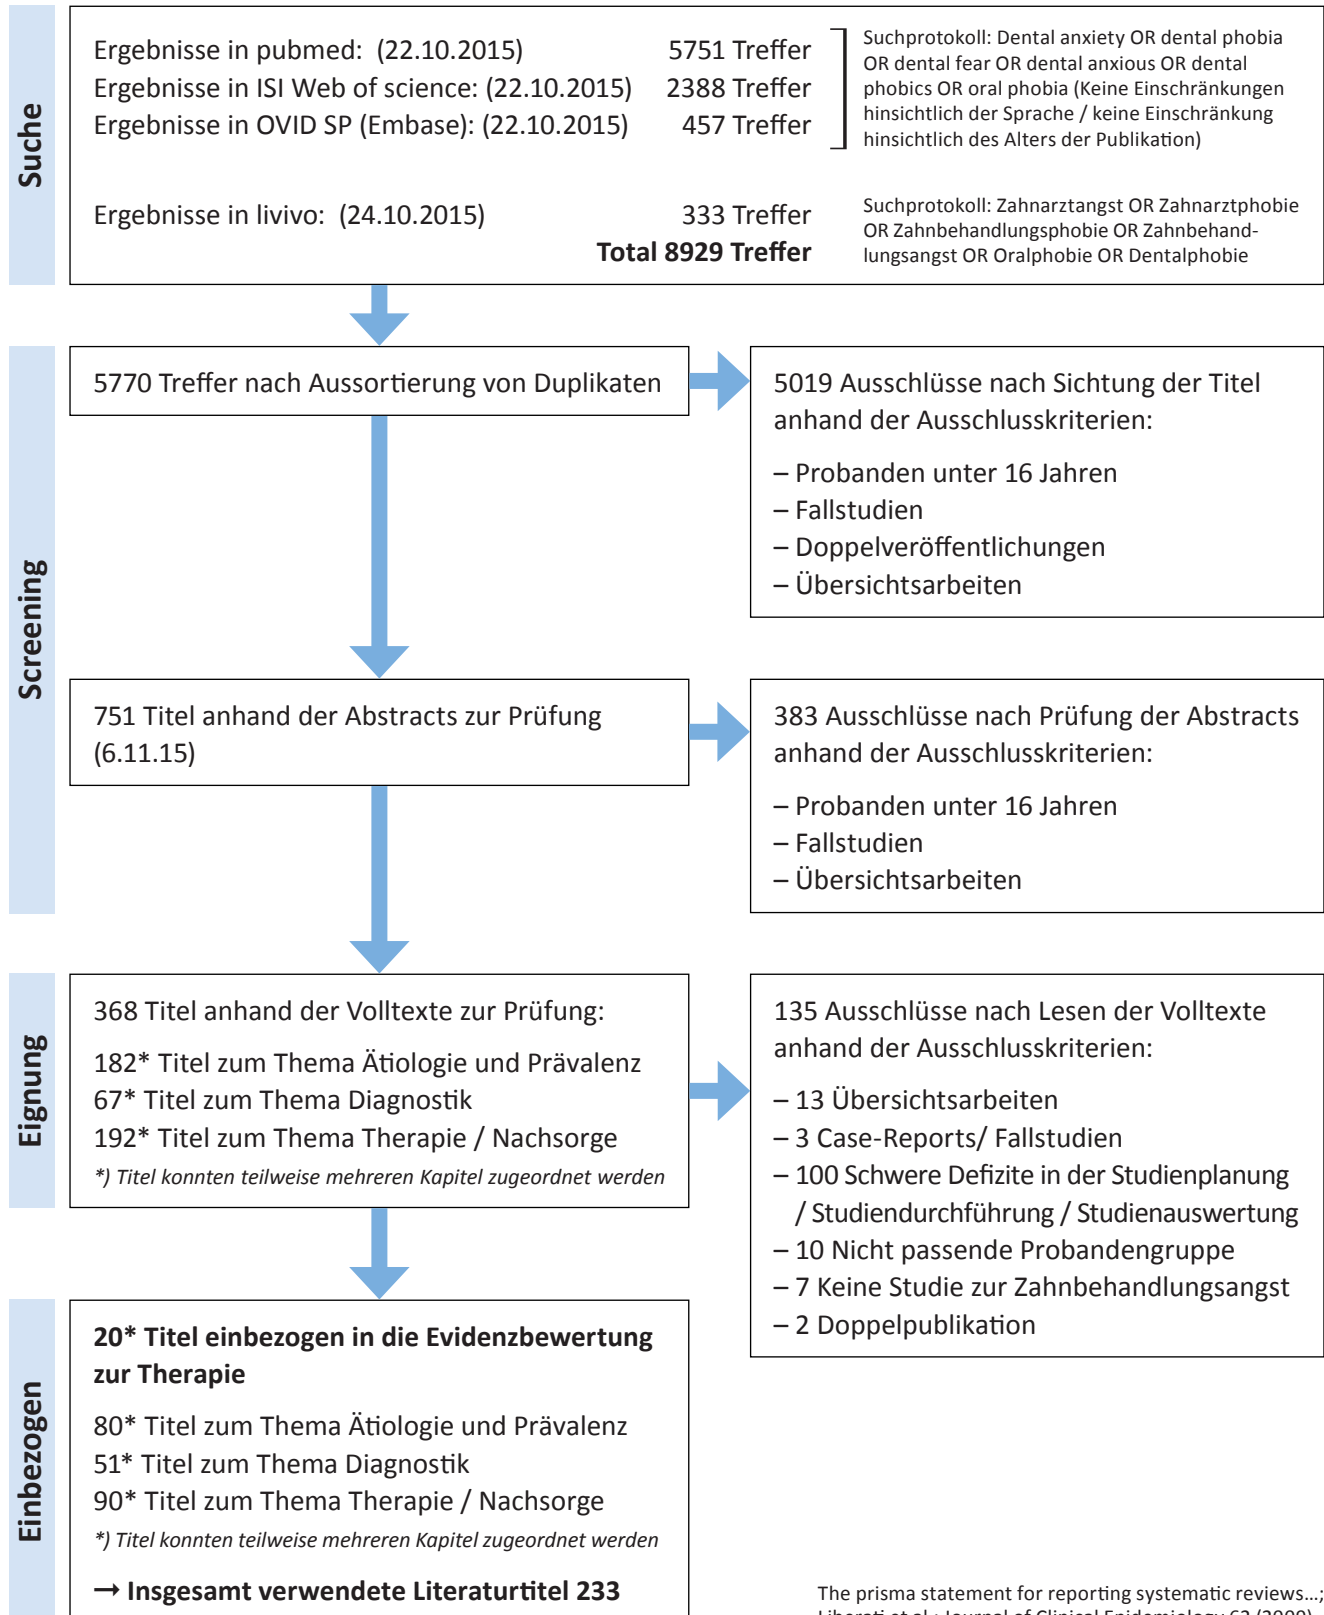 Suche
Ergebnisse in pubmed: (22.10.2015) 5751 Treffer
Ergebnisse in ISI Web of science: (22.10.2015) 2388 Treffer
Ergebnisse in OVID SP (Embase): (22.10.2015) 457 Treffer
Suchprotokoll: Dental anxiety OR dental phobia
OR dental fear OR dental anxious OR dental
phobics OR oral phobia (Keine Einschränkungen
hinsichtlich der Sprache / keine Einschränkung
hinsichtlich des Alters der Publikation)
Ergebnisse in livivo: (24.10.2015) 333 Treffer
Total 8929 Treffer
Suchprotokoll: Zahnarztangst OR Zahnarztphobie
OR Zahnbehandlungsphobie OR Zahnbehand-
lungsangst OR Oralphobie OR Dentalphobie
Screening
5770 Treffer nach Aussortierung von Duplikaten
5019 Ausschlüsse nach Sichtung der Titel
anhand der Ausschlusskriterien:
– Probanden unter 16 Jahren
– Fallstudien
– Doppelveröffentlichungen
– Übersichtsarbeiten
751 Titel anhand der Abstracts zur Prüfung
(6.11.15)
383 Ausschlüsse nach Prüfung der Abstracts
anhand der Ausschlusskriterien:
– Probanden unter 16 Jahren
– Fallstudien
– Übersichtsarbeiten
Eignung
368 Titel anhand der Volltexte zur Prüfung:
182* Titel zum Thema Ätiologie und Prävalenz
67* Titel zum Thema Diagnostik
192* Titel zum Thema Therapie / Nachsorge
*) Titel konnten teilweise mehreren Kapitel zugeordnet werden
135 Ausschlüsse nach Lesen der Volltexte
anhand der Ausschlusskriterien:
– 13 Übersichtsarbeiten
– 3 Case-Reports/ Fallstudien
– 100 Schwere Defizite in der Studienplanung
/ Studiendurchführung / Studienauswertung
– 10 Nicht passende Probandengruppe
– 7 Keine Studie zur Zahnbehandlungsangst
– 2 Doppelpublikation
Einbezogen
20* Titel einbezogen in die Evidenzbewertung
zur Therapie
80* Titel zum Thema Ätiologie und Prävalenz
51* Titel zum Thema Diagnostik
90* Titel zum Thema Therapie / Nachsorge
*) Titel konnten teilweise mehreren Kapitel zugeordnet werden
→ Insgesamt verwendete Literaturtitel 233
The prisma statement for reporting systematic reviews...;
Liberati et al.; Journal of Clinical Epidemiology 62 (2009)